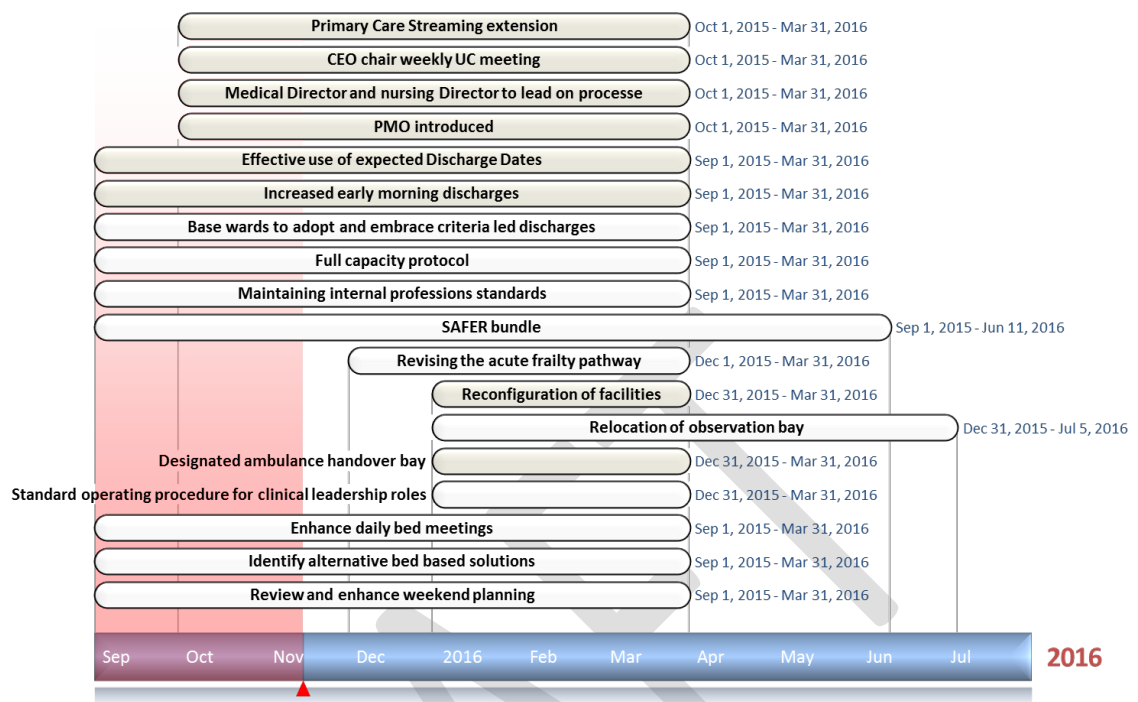 Primary Care Streaming extension Oct 1, 2015 - Mar 31, 2016
CEO chair weekly UC meeting Oct 1, 2015 - Mar 31, 2016
Medical Director and nursing Director to lead on processe Oct 1, 2015 - Mar 31, 2016
PMO introduced Oct 1, 2015 - Mar 31, 2016
Effective use of expected Discharge Dates Sep 1, 2015 - Mar 31, 2016
Increased early morning discharges Sep 1, 2015 - Mar 31, 2016
Base wards to adopt and embrace criteria led discharges Sep 1, 2015 - Mar 31, 2016
Full capacity protocol Sep 1, 2015 - Mar 31, 2016
Maintaining internal professions standards Sep 1, 2015 - Mar 31, 2016
SAFER bundle Sep 1, 2015 - Jun 11, 2016
Revising the acute frailty pathway Dec 1, 2015 - Mar 31, 2016
Reconfiguration of facilities Dec 31, 2015 - Mar 31, 2016
Relocation of observation bay Dec 31, 2015 - Jul 5, 2016
Designated ambulance handover bay Dec 31, 2015 - Mar 31, 2016
Standard operating procedure for clinical leadership roles Dec 31, 2015 - Mar 31, 2016
Enhance daily bed meetings Sep 1, 2015 - Mar 31, 2016
Identify alternative bed based solutions Sep 1, 2015 - Mar 31, 2016
Review and enhance weekend planning Sep 1, 2015 - Mar 31, 2016
Sep Oct Nov Dec 2016 Feb Mar Apr May Jun Jul 2016